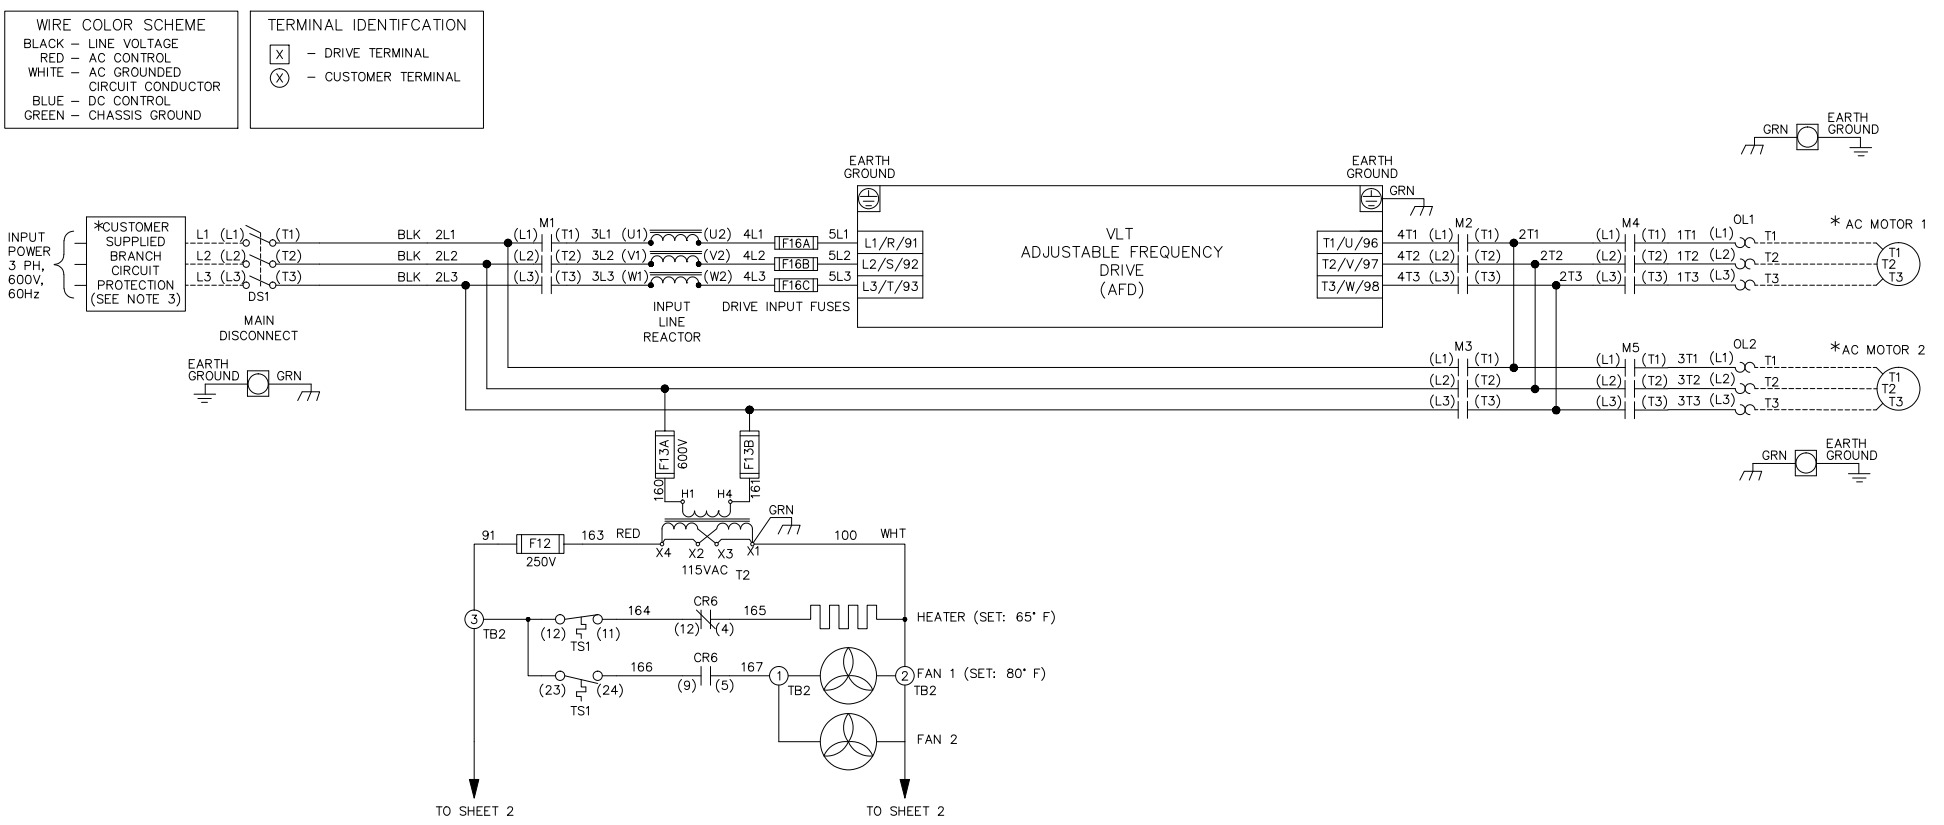 WIRE COLOR SCHEME
BLACK – LINE VOLTAGE
RED – AC CONTROL
WHITE – AC GROUNDED
CIRCUIT CONDUCTOR
BLUE – DC CONTROL
GREEN – CHASSIS GROUND
TERMINAL IDENTIFCATION
X – DRIVE TERMINAL
X – CUSTOMER TERMINAL
GRN
EARTH
GROUND
EARTH
GROUND
EARTH
GROUND
GRN
INPUT
POWER
3 PH,
600V,
60Hz
*CUSTOMER
SUPPLIED
BRANCH
CIRCUIT
PROTECTION
(SEE NOTE 3)
L1 (L1) (T1) BLK 2L1 (L1) M1 (T1) 3L1 (U1) (U2) 4L1 F16A 5L1 L1/R/91
L2 (L2) (T2) BLK 2L2 (L2) (T2) 3L2 (V1) (V2) 4L2 F16B 5L2 L2/S/92
L3 (L3) (T3) BLK 2L3 (L3) (T3) 3L3 (W1) (W2) 4L3 F16C 5L3 L3/T/93
DS1
MAIN
DISCONNECT
INPUT
LINE
REACTOR
DRIVE INPUT FUSES
VLT
ADJUSTABLE FREQUENCY
DRIVE
(AFD)
T1/U/96 4T1 (L1) M2 (T1) 2T1 (L1) M4 (T1) 1T1 (L1) OL1 T1
T2/V/97 4T2 (L2) (T2) 2T2 (L2) (T2) 1T2 (L2) T2
T3/W/98 4T3 (L3) (T3) 2T3 (L3) (T3) 1T3 (L3) T3
* AC MOTOR 1
T1
T2
T3
EARTH
GROUND
GRN
(L1) M3 (T1) (L1) M5 (T1) 3T1 (L1) OL2 T1
(L2) (T2) (L2) (T2) 3T2 (L2) T2
(L3) (T3) (L3) (T3) 3T3 (L3) T3
*AC MOTOR 2
T1
T2
T3
GRN
EARTH
GROUND
F13A
600V
F13B
160
161
H1 H4
GRN
91 F12 163 RED
250V
X4 X2 X3 X1
115VAC T2
100 WHT
3
TB2
(12) (11)
TS1
164
CR6
(12) (4)
165
HEATER (SET: 65° F)
(23) (24)
TS1
166
CR6
(9) (5)
167
1
TB2
2
TB2
FAN 1 (SET: 80° F)
FAN 2
TO SHEET 2
TO SHEET 2